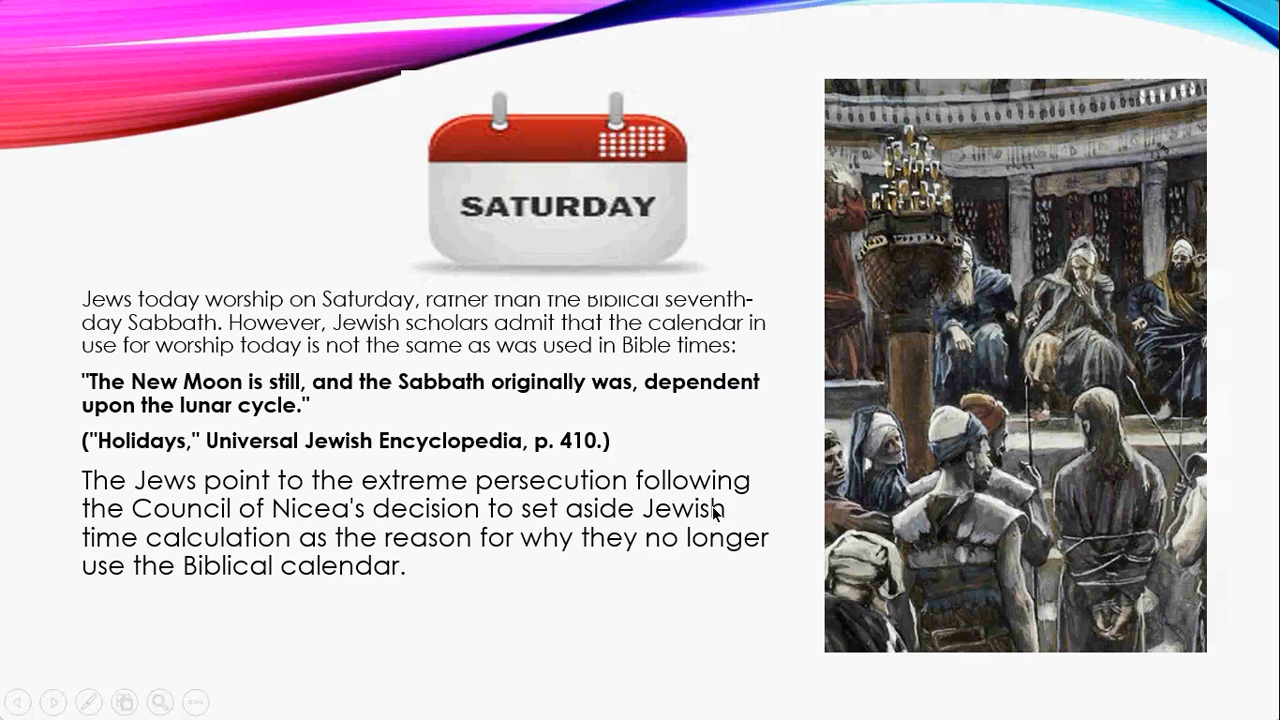 SATURDAY
Jews today worship on Saturday, rather than the Biblical seventh-
day Sabbath. However, Jewish scholars admit that the calendar in
use for worship today is not the same as was used in Bible times:
"The New Moon is still, and the Sabbath originally was, dependent
upon the lunar cycle."
("Holidays," Universal Jewish Encyclopedia, p. 410.)
The Jews point to the extreme persecution following
the Council of Nicea's decision to set aside Jewish
time calculation as the reason for why they no longer
use the Biblical calendar.